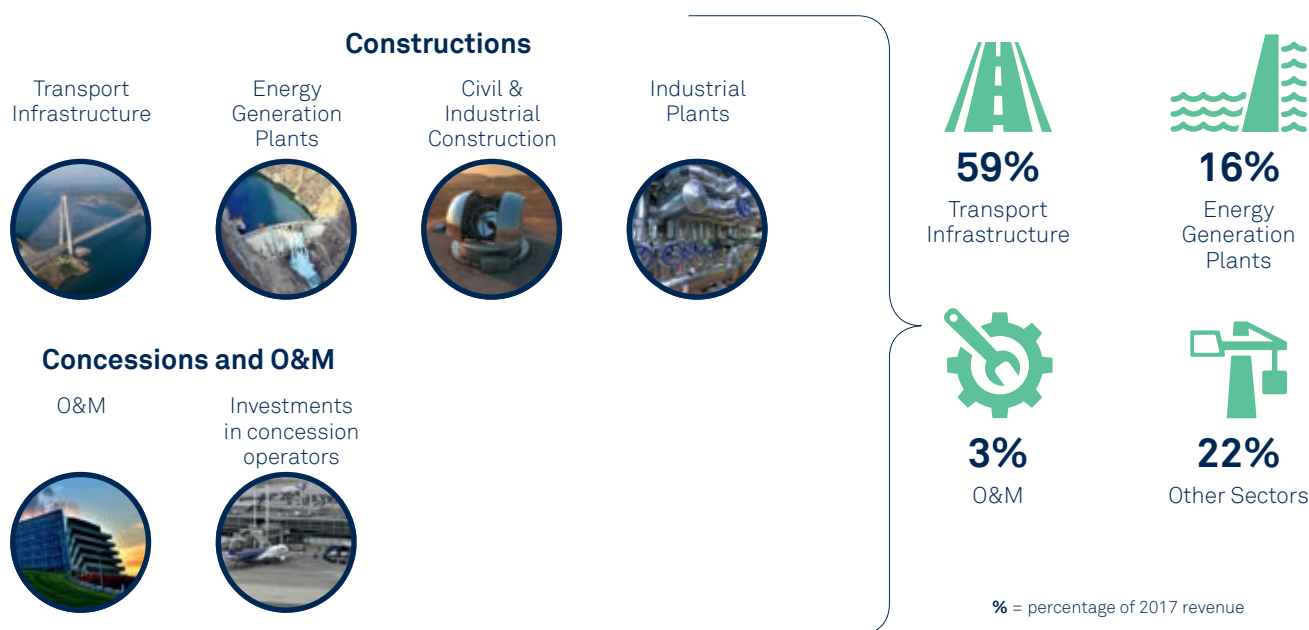 Constructions
Transport
Infrastructure
Energy
Generation
Plants
Civil &
Industrial
Construction
Industrial
Plants
Concessions and O&M
O&M
Investments
in concession
operators
59%
Transport
Infrastructure
16%
Energy
Generation
Plants
3%
O&M
22%
Other Sectors
% = percentage of 2017 revenue